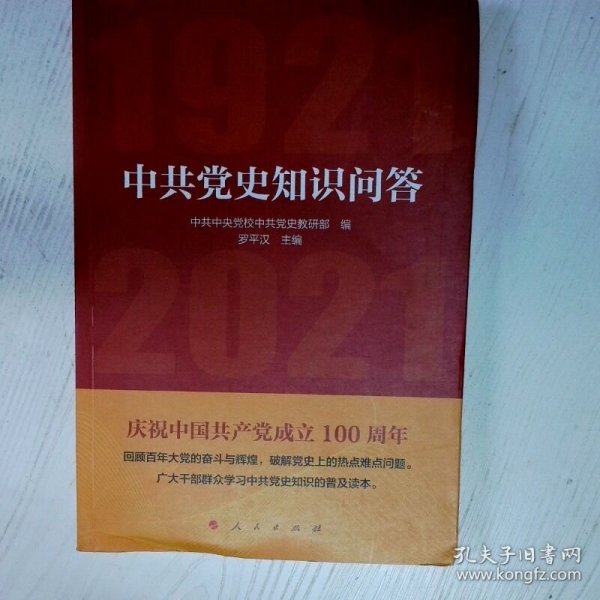 1921
中共党史知识问答
中共中央党校中共党史教研部 编
罗平汉 主编
2021
庆祝中国共产党成立 100 周年
回顾百年大党的奋斗与辉煌，破解党史上的热点难点问题。
广大干部群众学习中共党史知识的普及读本。
人民出版社
孔夫子旧书网
www.kongfz.com